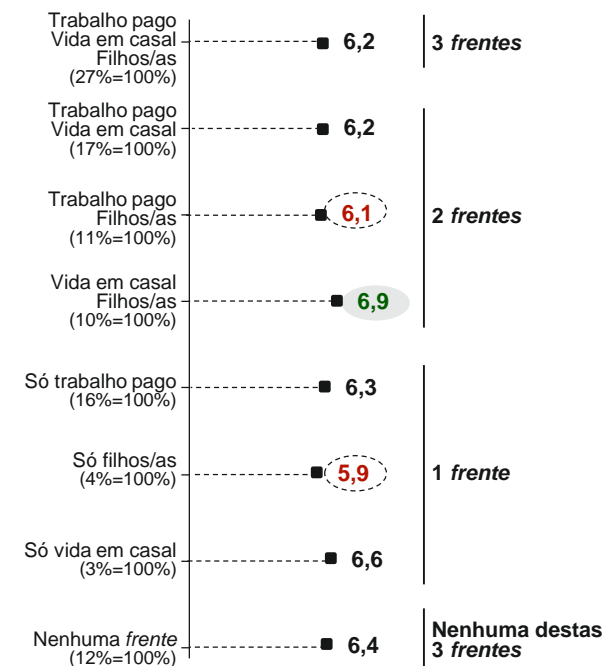 Trabalho pago
Vida em casal
Filhos/as
(27%=100%)
6,2
3 frentes
Trabalho pago
Vida em casal
(17%=100%)
6,2
Trabalho pago
Filhos/as
(11%=100%)
6,1
2 frentes
Vida em casal
Filhos/as
(10%=100%)
6,9
Só trabalho pago
(16%=100%)
6,3
Só filhos/as
(4%=100%)
5,9
1 frente
Só vida em casal
(3%=100%)
6,6
Nenhuma frente
(12%=100%)
6,4
Nenhuma destas
3 frentes